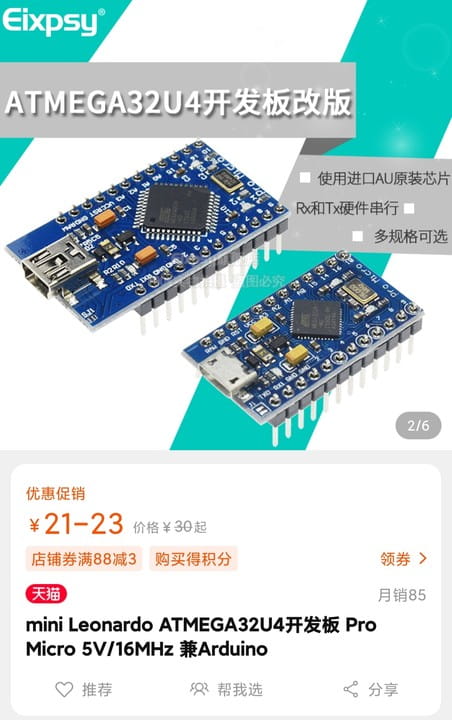 Eixpsy®
ATMEGA32U4开发板改版
使用进口AU原装芯片
Rx和Tx硬件串行
多规格可选
2/6
优惠促销
¥21-23 价格¥30起
店铺券满88减3 购买得积分 领券
天猫 月销85
mini Leonardo ATMEGA32U4开发板 Pro
Micro 5V/16MHz 兼Arduino
推荐 帮我选 分享